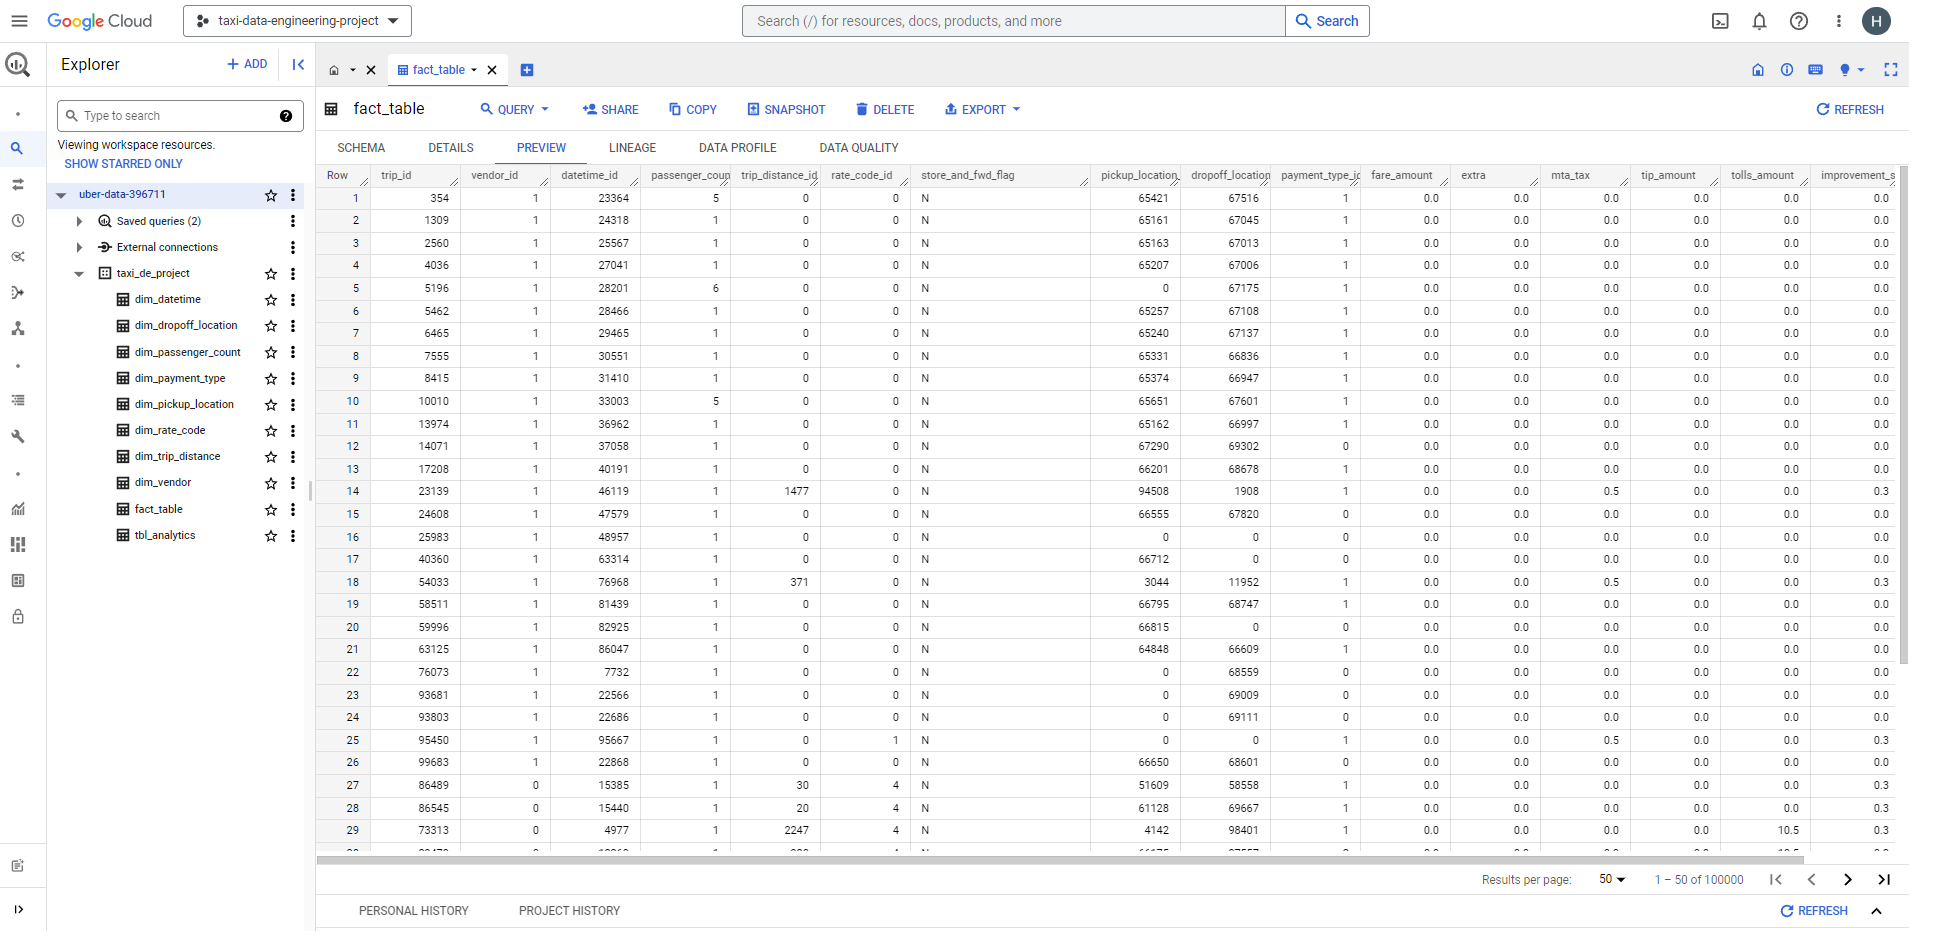 Google Cloud
taxi-data-engineering-project
Search (/) for resources, docs, products, and more
Search
H
Explorer
+ ADD
fact_table
Type to search
Viewing workspace resources.
SHOW STARRED ONLY
uber-data-396711
Saved queries (2)
External connections
taxi_de_project
dim_datetime
dim_dropoff_location
dim_passenger_count
dim_payment_type
dim_pickup_location
dim_rate_code
dim_trip_distance
dim_vendor
fact_table
tbl_analytics
fact_table QUERY SHARE COPY SNAPSHOT DELETE EXPORT REFRESH
SCHEMA DETAILS PREVIEW LINEAGE DATA PROFILE DATA QUALITY
Row trip_id vendor_id datetime_id passenger_coun trip_distance_id rate_code_id store_and_fwd_flag pickup_location_ dropoff_location payment_type_id fare_amount extra mta_tax tip_amount tolls_amount improvement_s
1 354 1 23364 5 0 0 N 65421 67516 1 0.0 0.0 0.0 0.0 0.0 0.0
2 1309 1 24318 1 0 0 N 65161 67045 1 0.0 0.0 0.0 0.0 0.0 0.0
3 2560 1 25567 1 0 0 N 65163 67013 1 0.0 0.0 0.0 0.0 0.0 0.0
4 4036 1 27041 1 0 0 N 65207 67006 1 0.0 0.0 0.0 0.0 0.0 0.0
5 5196 1 28201 6 0 0 N 0 67175 1 0.0 0.0 0.0 0.0 0.0 0.0
6 5462 1 28466 1 0 0 N 65257 67108 1 0.0 0.0 0.0 0.0 0.0 0.0
7 6465 1 29465 1 0 0 N 65240 67137 1 0.0 0.0 0.0 0.0 0.0 0.0
8 7555 1 30551 1 0 0 N 65331 66836 1 0.0 0.0 0.0 0.0 0.0 0.0
9 8415 1 31410 1 0 0 N 65374 66947 1 0.0 0.0 0.0 0.0 0.0 0.0
10 10010 1 33003 5 0 0 N 65651 67601 1 0.0 0.0 0.0 0.0 0.0 0.0
11 13974 1 36962 1 0 0 N 65162 66997 1 0.0 0.0 0.0 0.0 0.0 0.0
12 14071 1 37058 1 0 0 N 67290 69302 0 0.0 0.0 0.0 0.0 0.0 0.0
13 17208 1 40191 1 0 0 N 66201 68678 1 0.0 0.0 0.0 0.0 0.0 0.0
14 23139 1 46119 1 1477 0 N 94508 1908 1 0.0 0.0 0.5 0.0 0.0 0.3
15 24608 1 47579 1 0 0 N 66555 67820 0 0.0 0.0 0.0 0.0 0.0 0.0
16 25983 1 48957 1 0 0 N 0 0 0 0.0 0.0 0.0 0.0 0.0 0.0
17 40360 1 63314 1 0 0 N 66712 0 0 0.0 0.0 0.0 0.0 0.0 0.0
18 54033 1 76968 1 371 0 N 3044 11952 1 0.0 0.0 0.5 0.0 0.0 0.3
19 58511 1 81439 1 0 0 N 66795 68747 1 0.0 0.0 0.0 0.0 0.0 0.0
20 59996 1 82925 1 0 0 N 66815 0 0 0.0 0.0 0.0 0.0 0.0 0.0
21 63125 1 86047 1 0 0 N 64848 66609 1 0.0 0.0 0.0 0.0 0.0 0.0
22 76073 1 7732 1 0 0 N 0 68559 0 0.0 0.0 0.0 0.0 0.0 0.0
23 93681 1 22566 1 0 0 N 0 69009 0 0.0 0.0 0.0 0.0 0.0 0.0
24 93803 1 22686 1 0 0 N 0 69111 0 0.0 0.0 0.0 0.0 0.0 0.0
25 95450 1 95667 1 0 1 N 0 0 1 0.0 0.0 0.5 0.0 0.0 0.3
26 99683 1 22868 1 0 0 N 66650 68601 0 0.0 0.0 0.0 0.0 0.0 0.0
27 86489 0 15385 1 30 4 N 51609 58558 1 0.0 0.0 0.0 0.0 0.0 0.3
28 86545 0 15440 1 20 4 N 61128 69667 1 0.0 0.0 0.0 0.0 0.0 0.3
29 73313 0 4977 1 2247 4 N 4142 98401 1 0.0 0.0 0.0 0.0 10.5 0.3
Results per page: 50 1 – 50 of 100000
PERSONAL HISTORY PROJECT HISTORY REFRESH